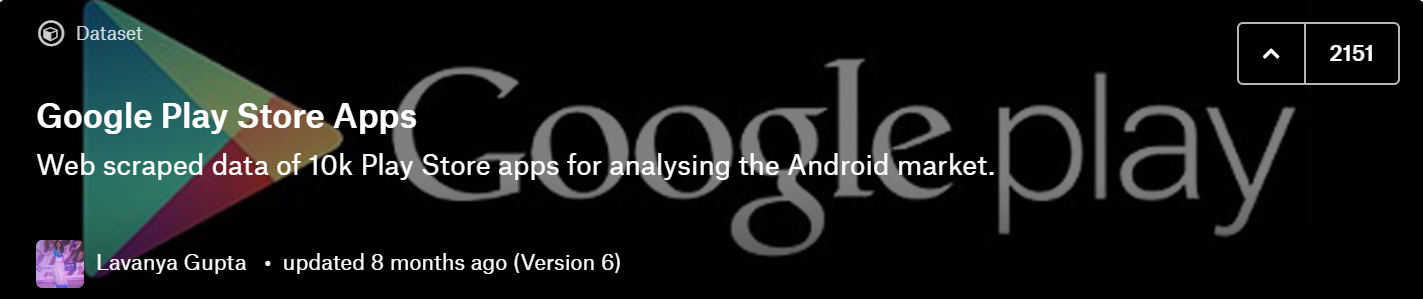 Dataset
2151
Google Play Store Apps
Google play
Web scraped data of 10k Play Store apps for analysing the Android market.
Lavanya Gupta • updated 8 months ago (Version 6)